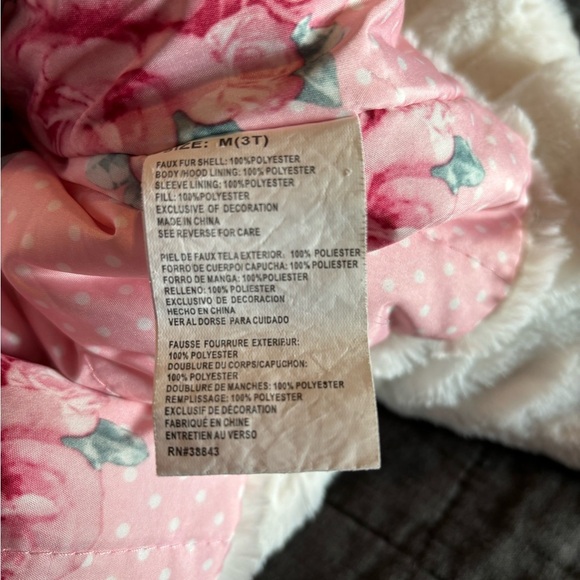 SIZE: M(3T)
FAUX FUR SHELL: 100%POLYESTER
BODY/HOOD LINING: 100%POLYESTER
SLEEVE LINING: 100%POLYESTER
FILL: 100%POLYESTER
EXCLUSIVE OF DECORATION
MADE IN CHINA
SEE REVERSE FOR CARE
PIEL DE FAUX TELA EXTERIOR: 100% POLIESTER
FORRO DE CUERPO/CAPUCHA: 100% POLIESTER
FORRO DE MANGA: 100% POLIESTER
RELLENO: 100% POLIESTER
EXCLUSIVO DE DECORACION
HECHO EN CHINA
VER AL DORSE PARA CUIDADO
FAUSSE FOURRURE EXTERIEUR:
100% POLYESTER
DOUBLURE DU CORPS/CAPUCHON:
100% POLYESTER
DOUBLURE DE MANCHES: 100% POLYESTER
REMPLISSAGE: 100% POLYESTER
EXCLUSIF DE DÉCORATION
FABRIQUÉ EN CHINE
ENTRETIEN AU VERSO
RN#38843